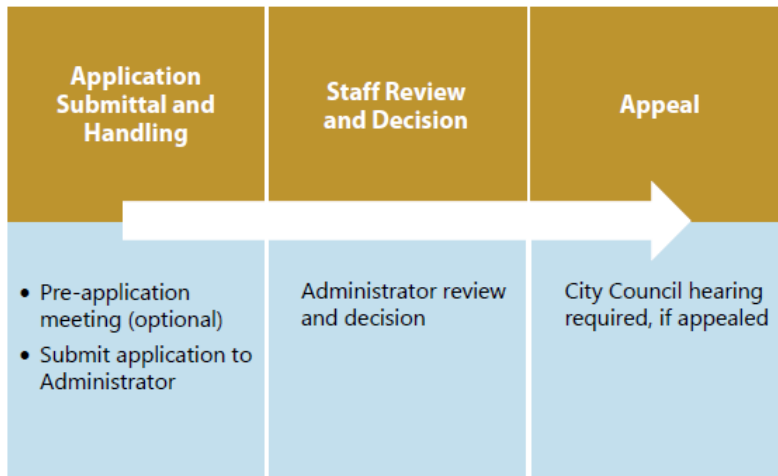 Application
Submittal and
Handling
Staff Review
and Decision
Appeal
• Pre-application
meeting (optional)
• Submit application to
Administrator
Administrator review
and decision
City Council hearing
required, if appealed